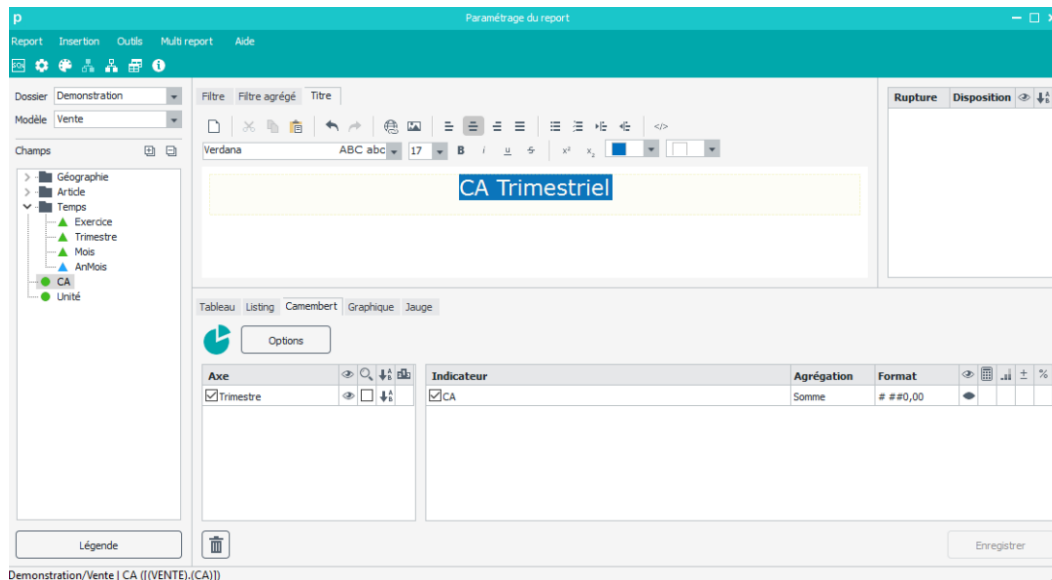 p Paramétrage du report
Report Insertion Outils Multi report Aide
Dossier Demonstration
Modèle Vente
Champs
Géographie
Article
Temps
Exercice
Trimestre
Mois
AnMois
CA
Unité
Légende
Filtre Filtre agrégé Titre
Verdana ABC abc 17 B i u S x² x₂
CA Trimestriel
Rupture Disposition
Tableau Listing Camembert Graphique Jauge
Options
Axe
Trimestre
Indicateur Agrégation Format ± %
CA Somme # ##0,00
Enregistrer
Demonstration/Vente | CA ([(VENTE).(CA)])